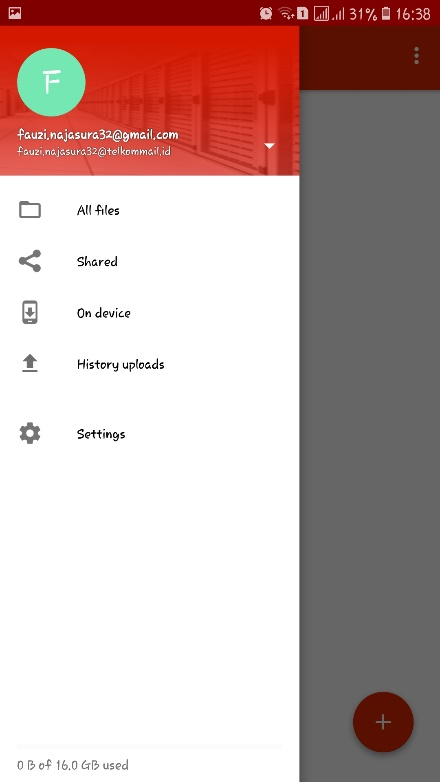 1 31% 16:38
F
fauzi.najasura32@gmail.com
fauzi.najasura32@telkommail.id
All files
Shared
On device
History uploads
Settings
0 B of 16.0 GB used